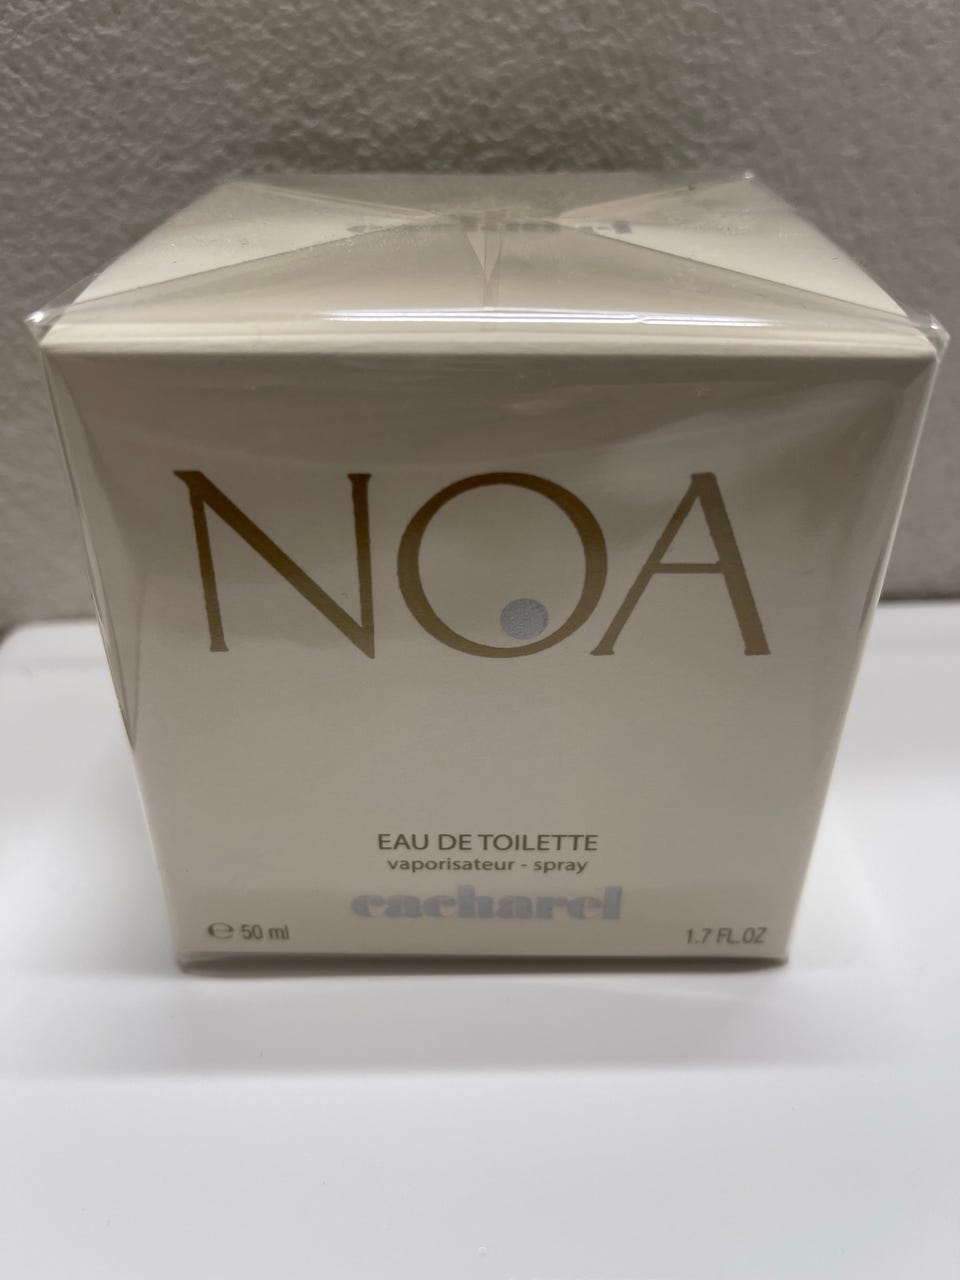 NOA
EAU DE TOILETTE
vaporisateur - spray
cacharel
℮ 50 ml
1.7 FL.OZ